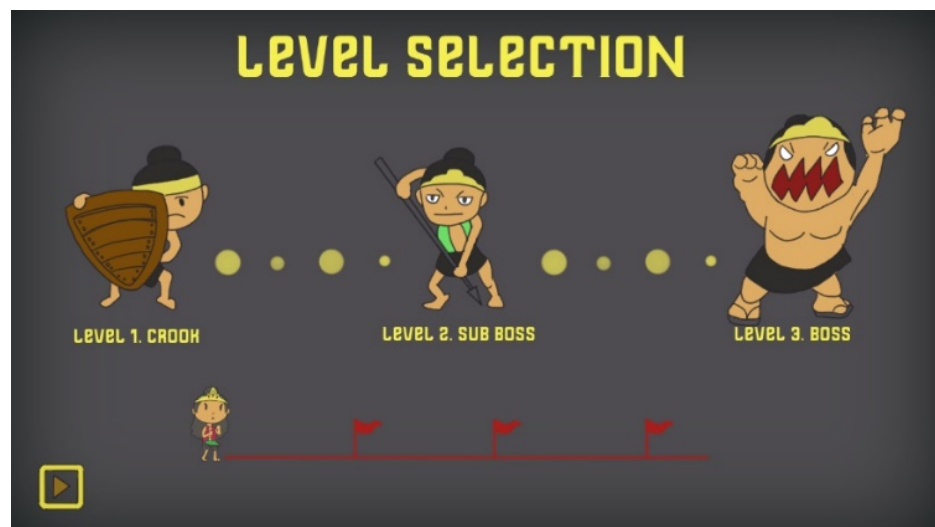 LEVEL SELECTION
LEVEL 1. CROOK
LEVEL 2. SUB BOSS
LEVEL 3. BOSS